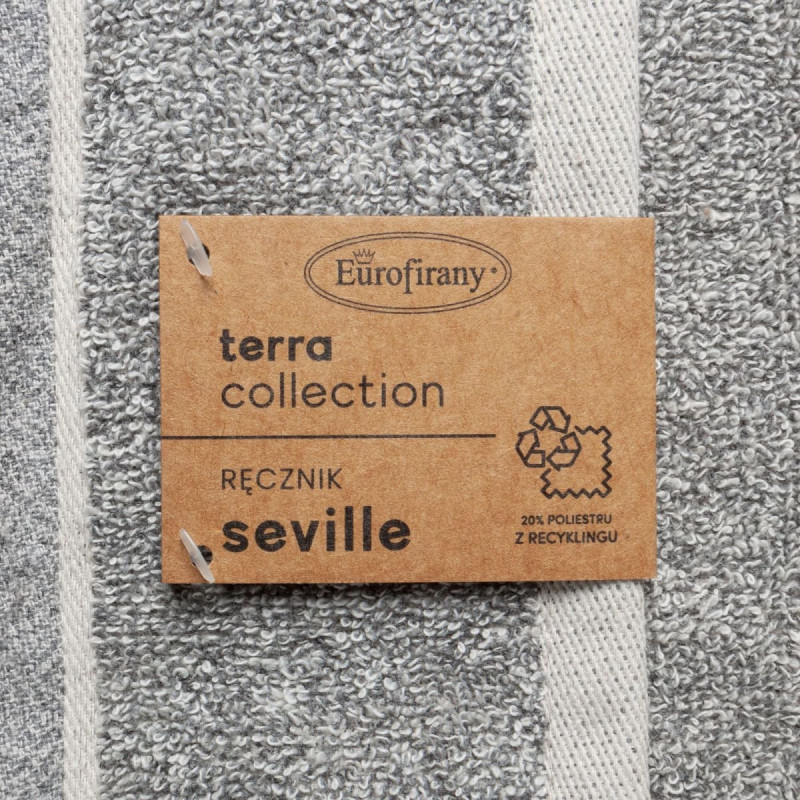 Eurofirany
terra
collection
RĘCZNIK
seville
20% POLIESTRU
Z RECYKLINGU